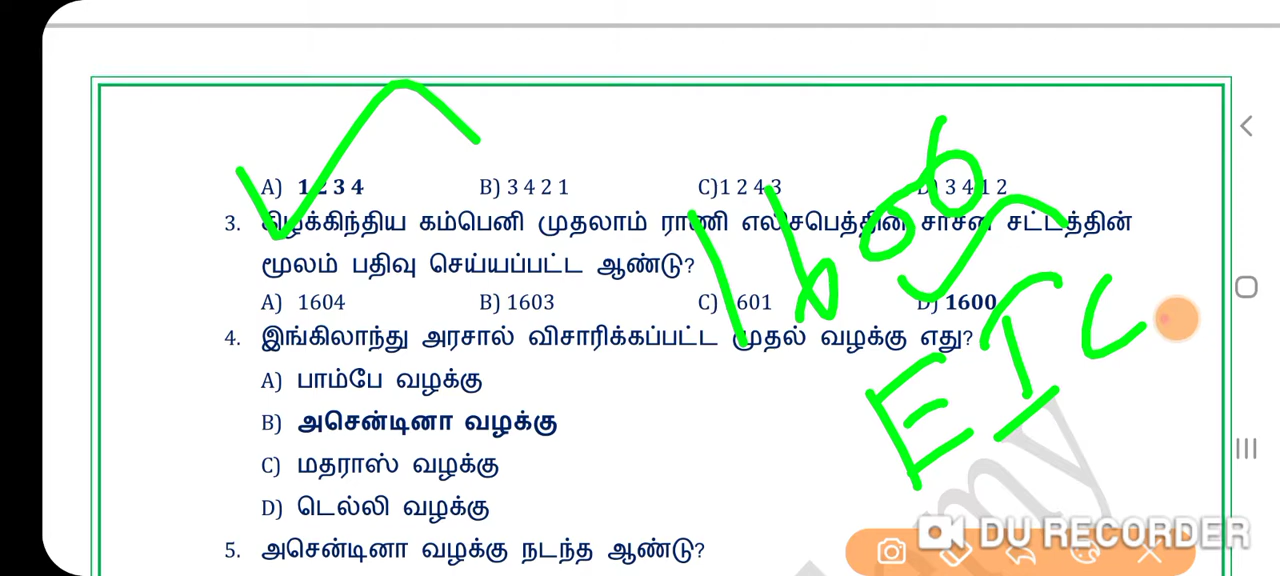 A) 1 2 3 4 B) 3 4 2 1 C)1 2 4 3 D) 3 4 1 2
3. கிழக்கிந்திய கம்பெனி முதலாம் ராணி எலிசபெத்தின் சாசன சட்டத்தின்
மூலம் பதிவு செய்யப்பட்ட ஆண்டு?
A) 1604 B) 1603 C) 1601 D) 1600
4. இங்கிலாந்து அரசால் விசாரிக்கப்பட்ட முதல் வழக்கு எது?
A) பாம்பே வழக்கு
B) அசென்டினா வழக்கு
C) மதராஸ் வழக்கு
D) டெல்லி வழக்கு
5. அசென்டினா வழக்கு நடந்த ஆண்டு?
1600
EIC
DU RECORDER